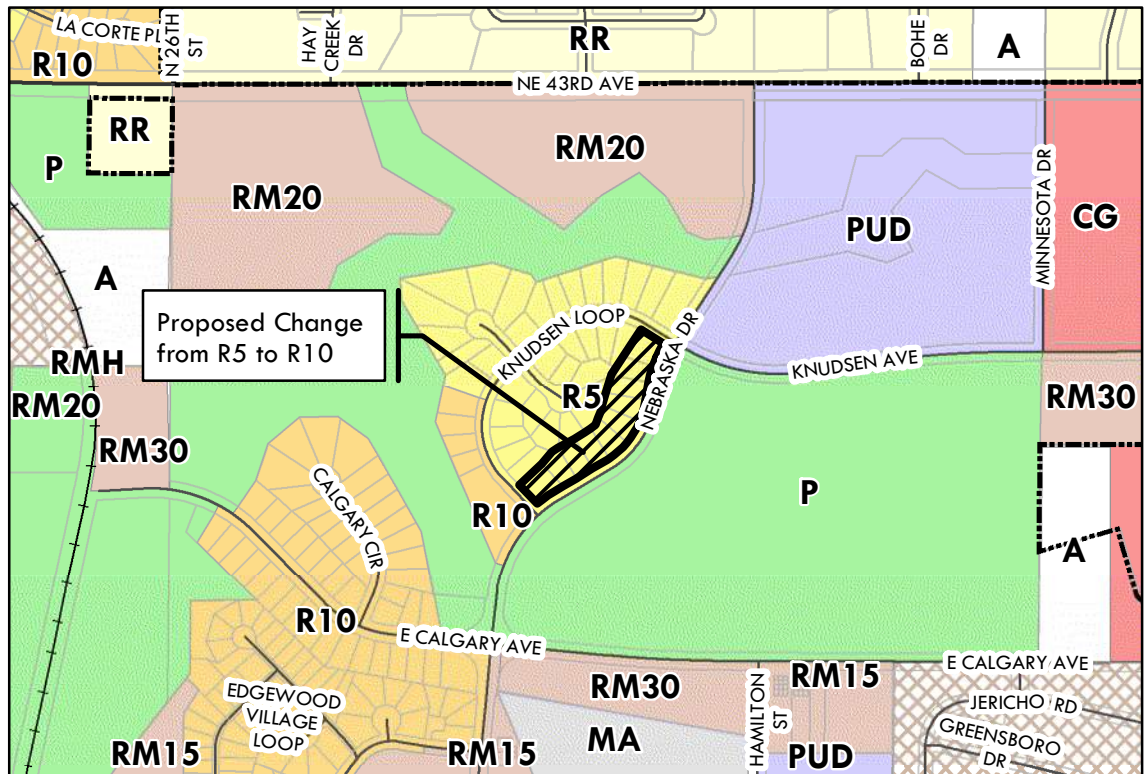 LA CORTE PL
N 26TH
ST
HAY
CREEK
DR
RR
BOHE
DR
A
R10
NE 43RD AVE
RR
P
RM20
RM20
PUD
MINNESOTA DR
CG
A
Proposed Change
from R5 to R10
KNUDSEN LOOP
NEBRASKA DR
KNUDSEN AVE
RMH
R5
RM20
RM30
RM30
CALGARY CIR
R10
P
A
R10
E CALGARY AVE
E CALGARY AVE
RM30
RM15
HAMILTON
ST
JERICHO RD
EDGEWOOD
VILLAGE
LOOP
GREENSBORO
DR
RM15
RM15
MA
PUD